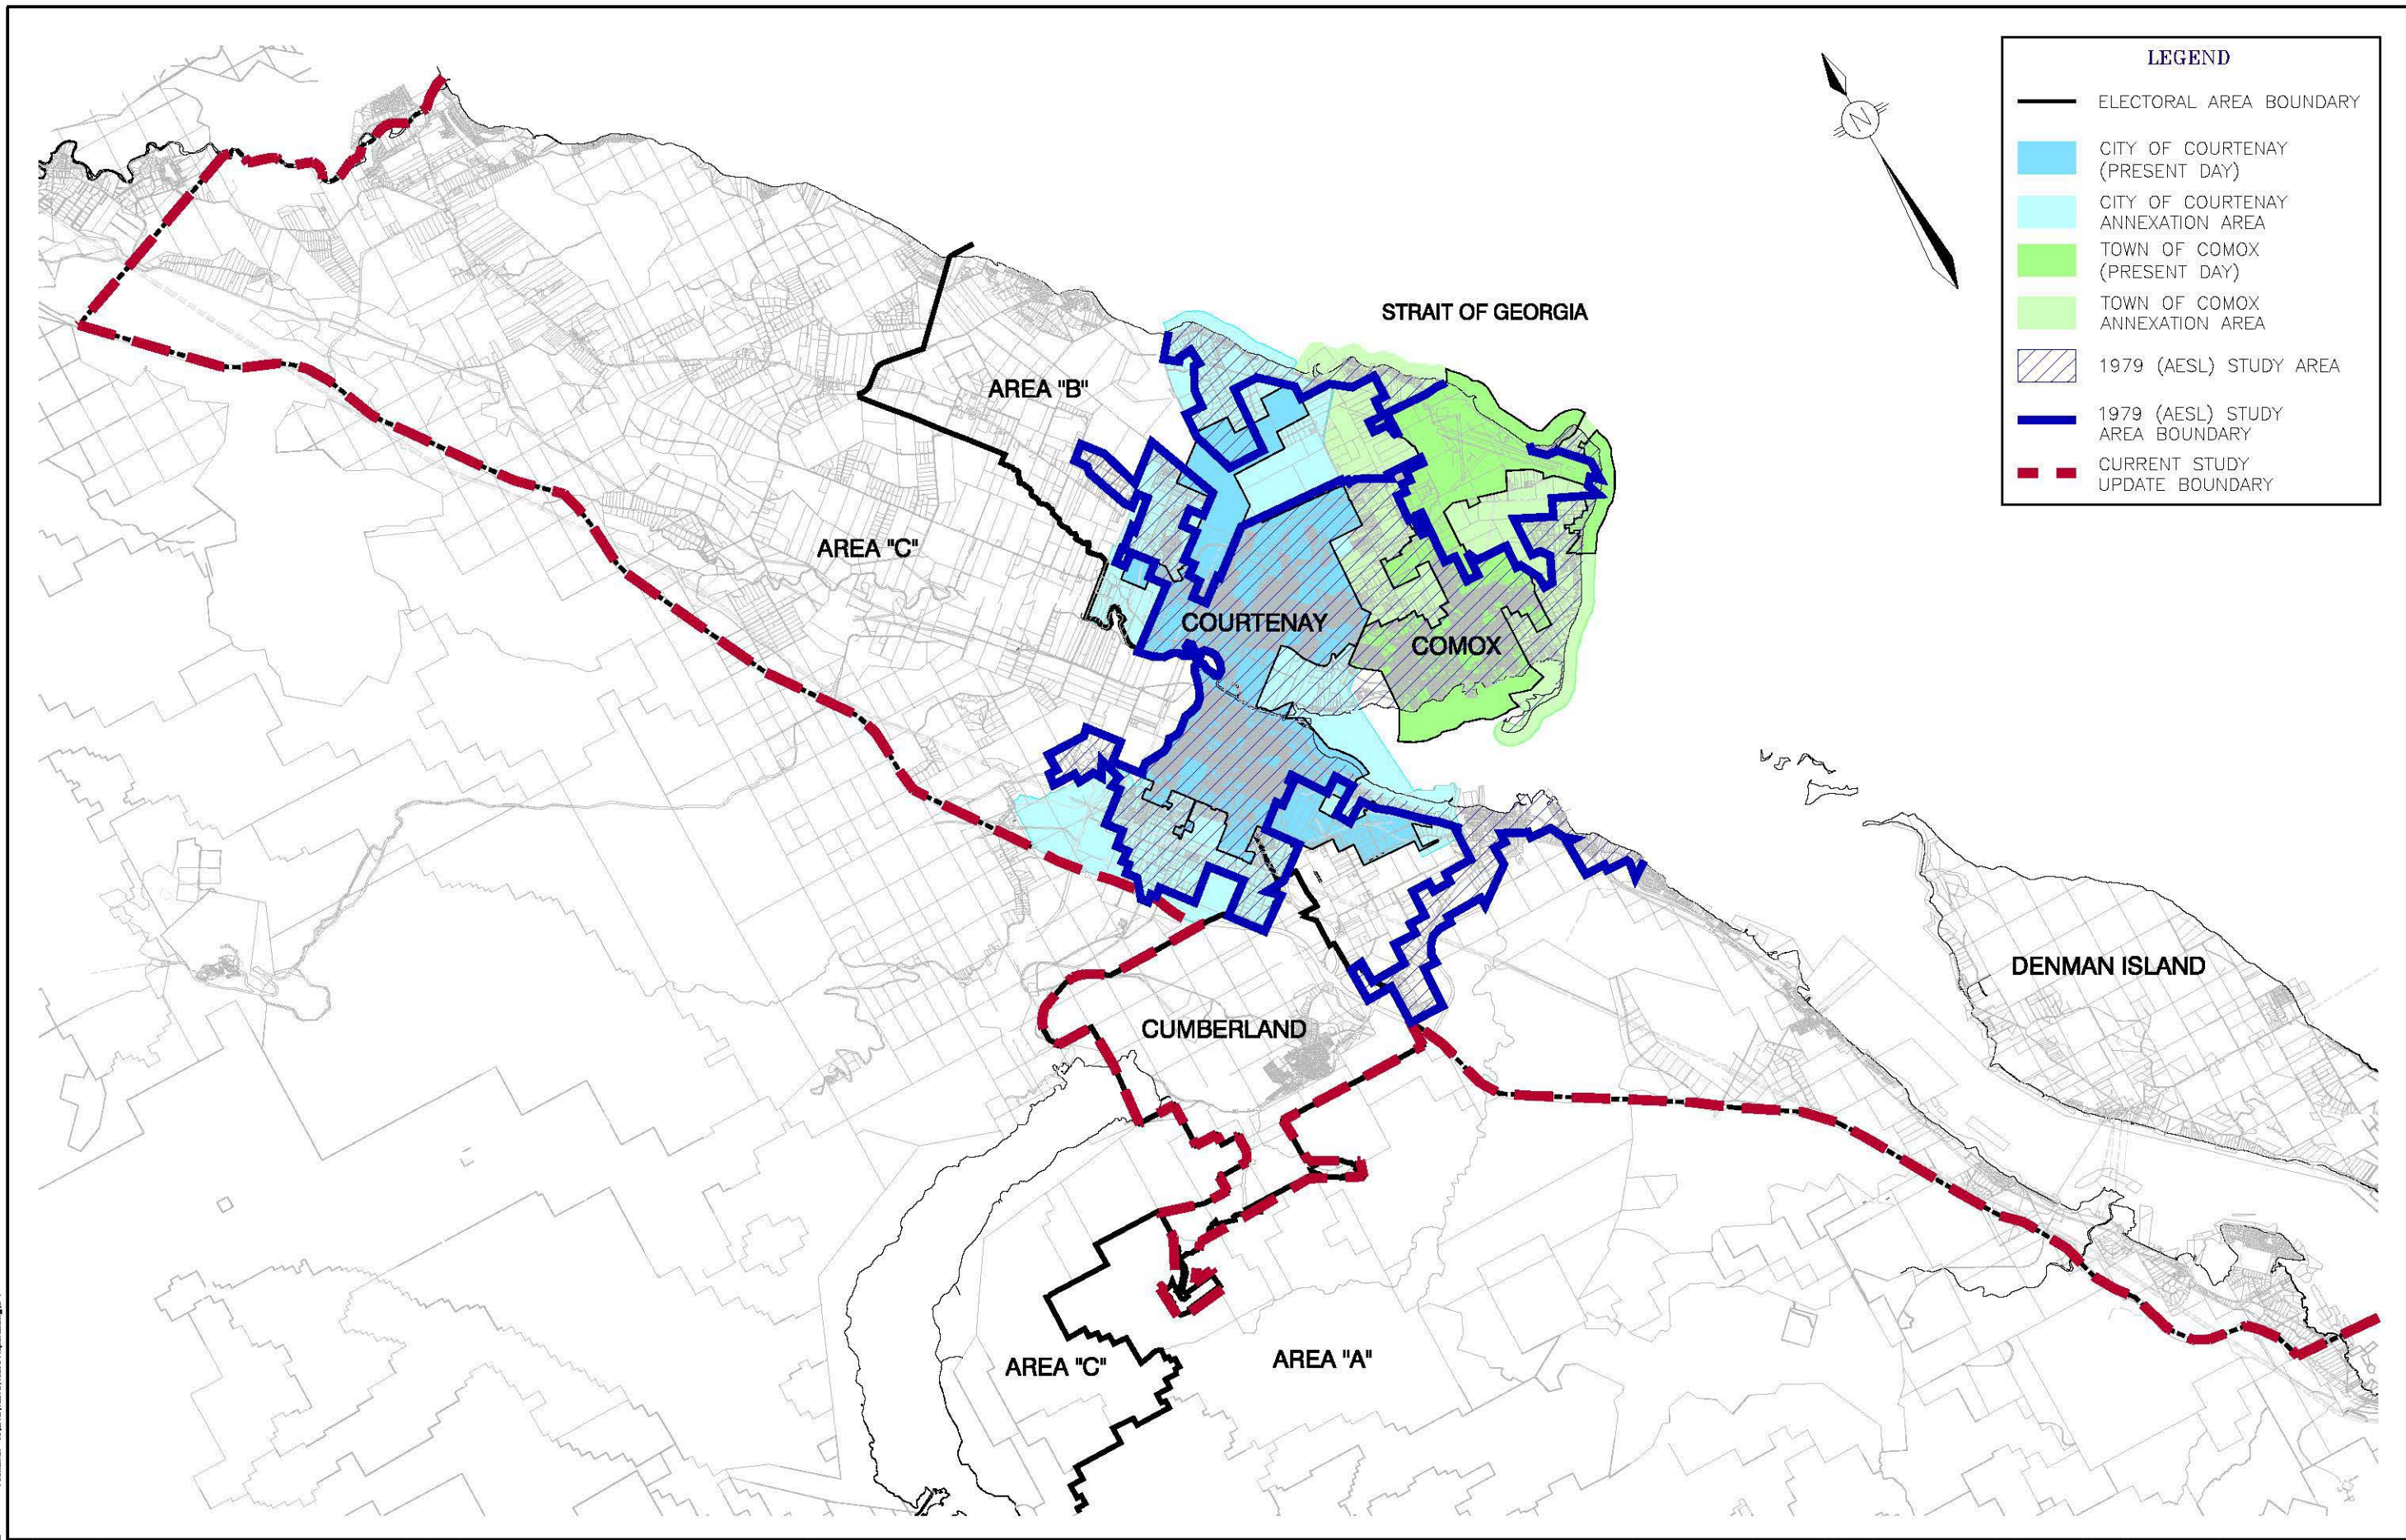 LEGEND
ELECTORAL AREA BOUNDARY
CITY OF COURTENAY
(PRESENT DAY)
CITY OF COURTENAY
ANNEXATION AREA
TOWN OF COMOX
(PRESENT DAY)
TOWN OF COMOX
ANNEXATION AREA
1979 (AESL) STUDY AREA
1979 (AESL) STUDY
AREA BOUNDARY
CURRENT STUDY
UPDATE BOUNDARY
N
STRAIT OF GEORGIA
AREA "B"
AREA "C"
COURTENAY
COMOX
DENMAN ISLAND
CUMBERLAND
AREA "C"
AREA "A"